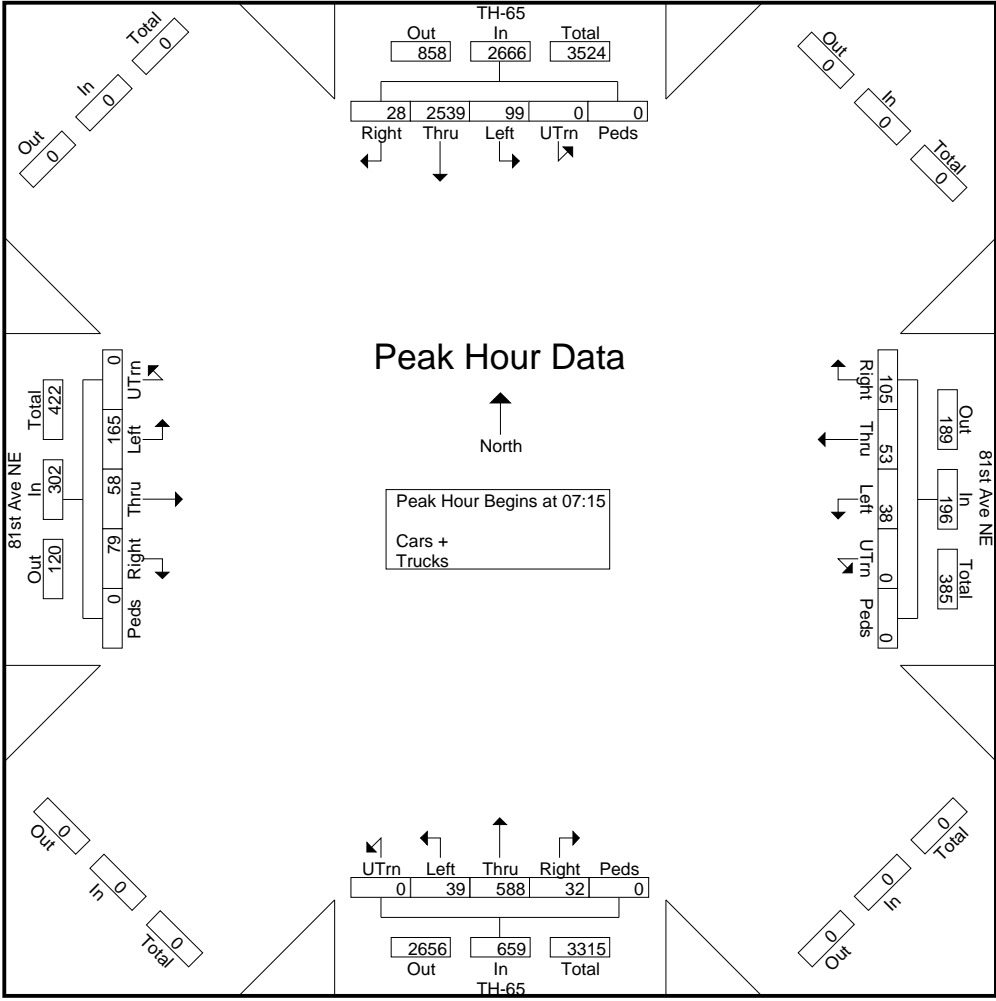 TH-65
Out In Total
858 2666 3524
28 2539 99 0 0
Right Thru Left UTrn Peds
Total
0
In
0
Out
0
Out
0
In
0
Total
0
81st Ave NE
Total In Out
422 302 120
0 165 58 79 0
UTrn Left Thru Right Peds
Peak Hour Data
North
Peak Hour Begins at 07:15
Cars +
Trucks
81st Ave NE
Out In Total
189 196 385
105 53 38 0 0
Right Thru Left UTrn Peds
0
Out
0
In
0
Total
0
Total
0
In
0
Out
UTrn Left Thru Right Peds
0 39 588 32 0
2656 659 3315
Out In Total
TH-65